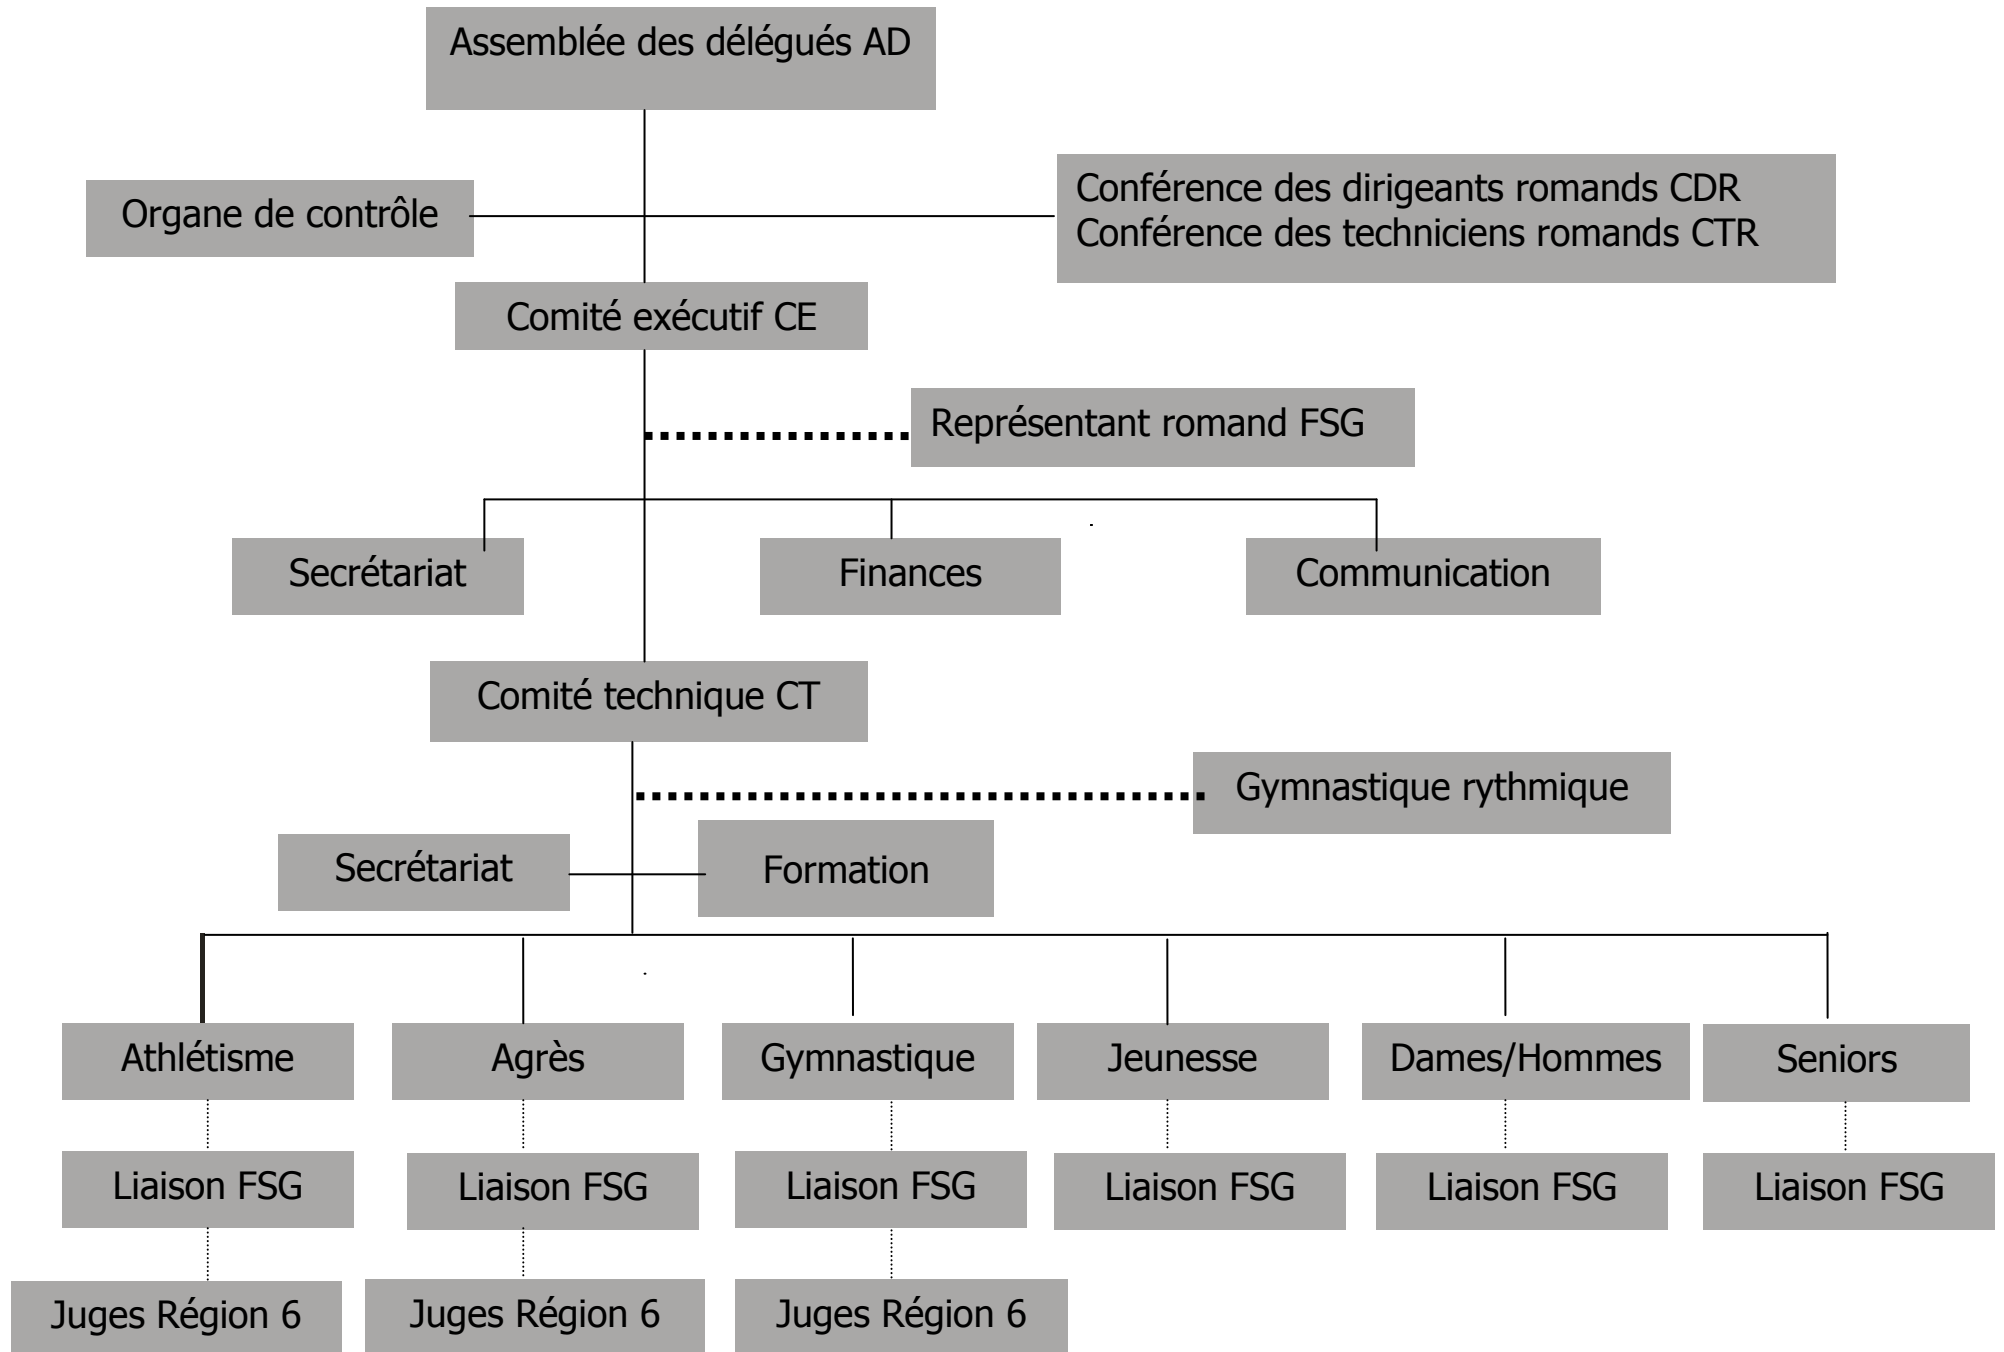 Assemblée des délégués AD
Organe de contrôle
Conférence des dirigeants romands CDR
Conférence des techniciens romands CTR
Comité exécutif CE
Représentant romand FSG
Secrétariat
Finances
Communication
Comité technique CT
Gymnastique rythmique
Secrétariat
Formation
Athlétisme
Agrès
Gymnastique
Jeunesse
Dames/Hommes
Seniors
Liaison FSG
Liaison FSG
Liaison FSG
Liaison FSG
Liaison FSG
Liaison FSG
Juges Région 6
Juges Région 6
Juges Région 6